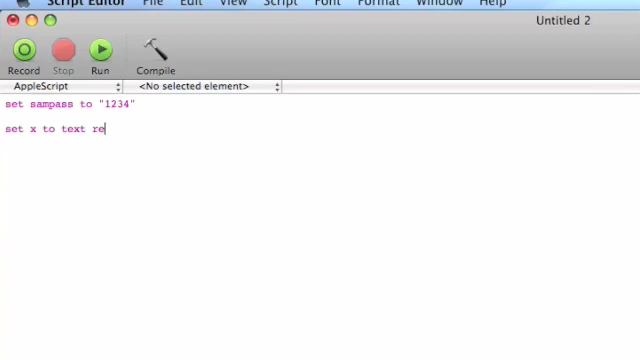 Script Editor File Edit View Script Font Format Window Help
Untitled 2
Record Stop Run Compile
AppleScript <No selected element>
set sampass to "1234"
set x to text re